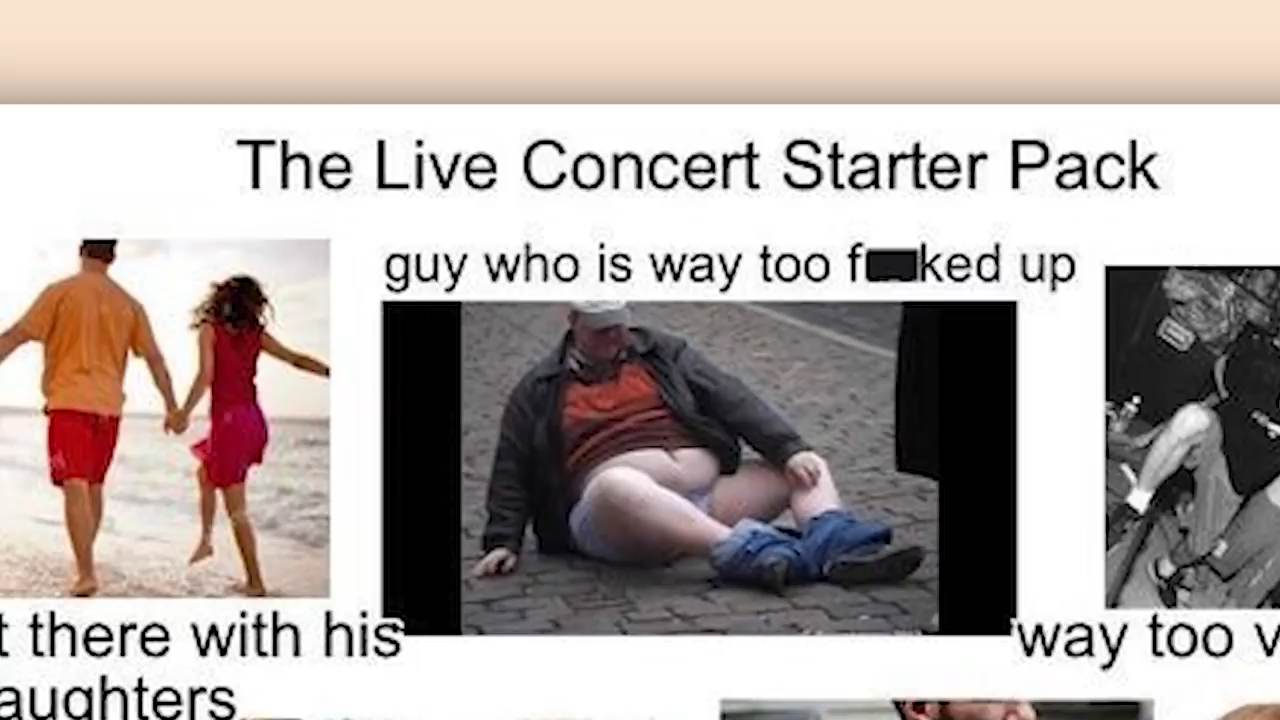 The Live Concert Starter Pack
guy who is way too f■ked up
t there with his
aughters
way too v